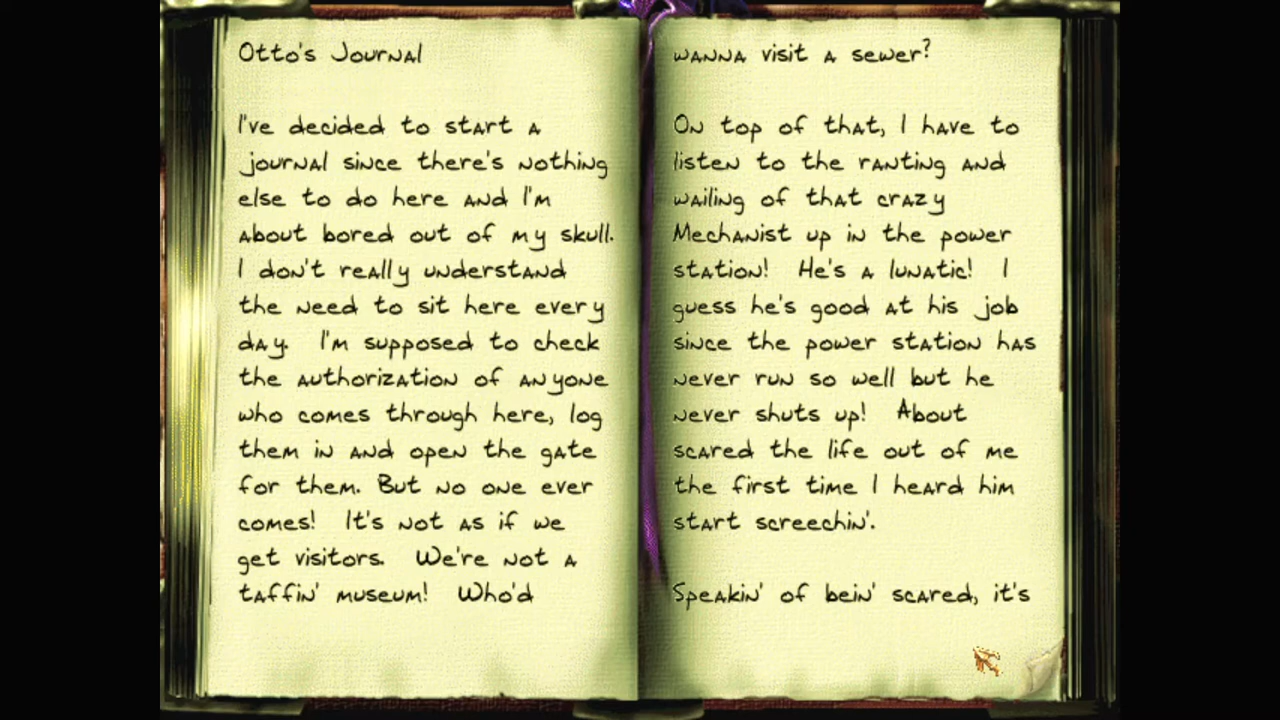 Otto's Journal
I've decided to start a
journal since there's nothing
else to do here and I'm
about bored out of my skull.
I don't really understand
the need to sit here every
day.  I'm supposed to check
the authorization of anyone
who comes through here, log
them in and open the gate
for them. But no one ever
comes!  It's not as if we
get visitors.  We're not a
taffin' museum!  Who'd
wanna visit a sewer?
On top of that, I have to
listen to the ranting and
wailing of that crazy
Mechanist up in the power
station!  He's a lunatic!  I
guess he's good at his job
since the power station has
never run so well but he
never shuts up!  About
scared the life out of me
the first time I heard him
start screechin'.
Speakin' of bein' scared, it's